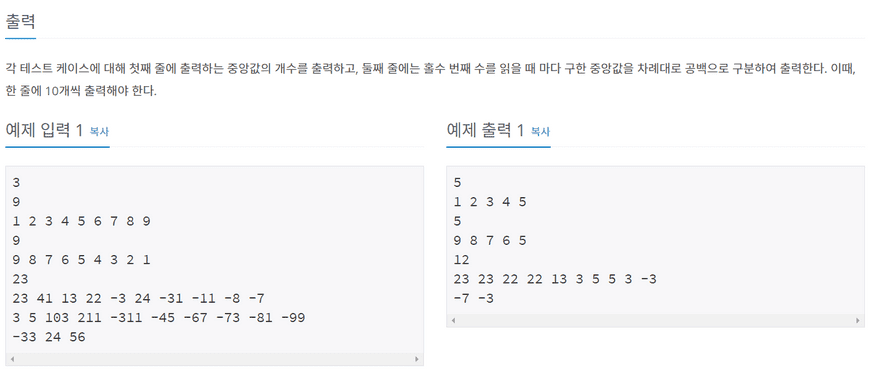 출력
각 테스트 케이스에 대해 첫째 줄에 출력하는 중앙값의 개수를 출력하고, 둘째 줄에는 홀수 번째 수를 읽을 때 마다 구한 중앙값을 차례대로 공백으로 구분하여 출력한다. 이때,
한 줄에 10개씩 출력해야 한다.
예제 입력 1 복사
3
9
1 2 3 4 5 6 7 8 9
9
9 8 7 6 5 4 3 2 1
23
23 41 13 22 -3 24 -31 -11 -8 -7
3 5 103 211 -311 -45 -67 -73 -81 -99
-33 24 56
예제 출력 1 복사
5
1 2 3 4 5
5
9 8 7 6 5
12
23 23 22 22 13 3 5 5 3 -3
-7 -3